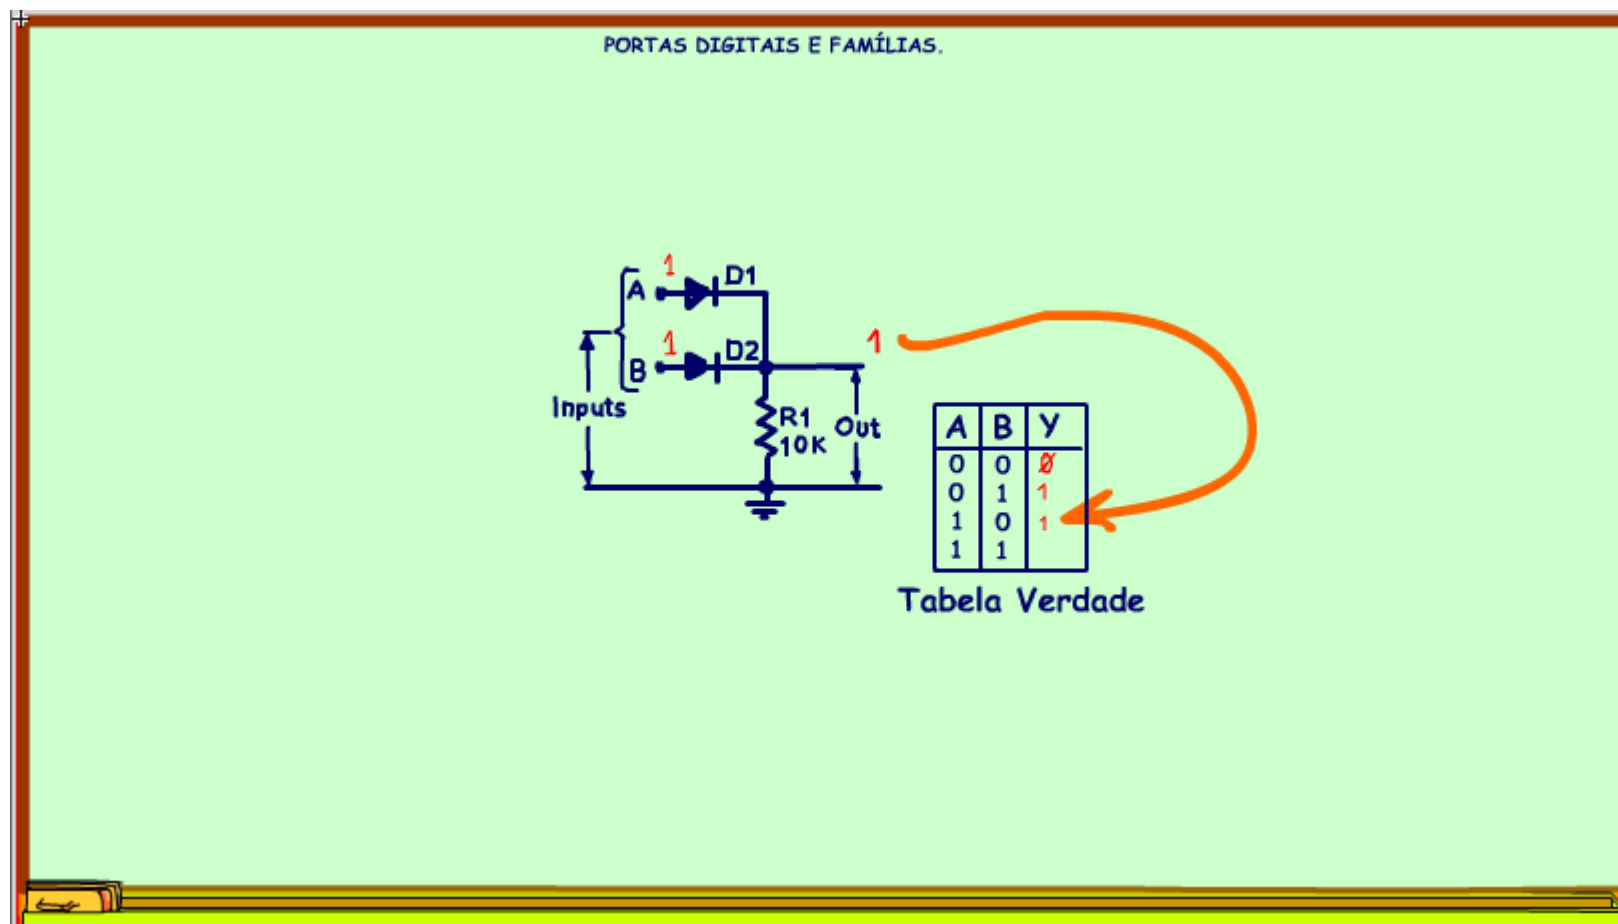 PORTAS DIGITAIS E FAMÍLIAS.
1
D1
A
1
D2
B
1
Inputs
R1
10K
Out
A B Y
0 0 0
0 1 1
1 0 1
1 1
Tabela Verdade